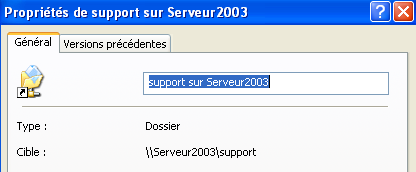 Propriétés de support sur Serveur2003
Général
Versions précédentes
support sur Serveur2003
Type :
Dossier
Cible :
\\Serveur2003\support